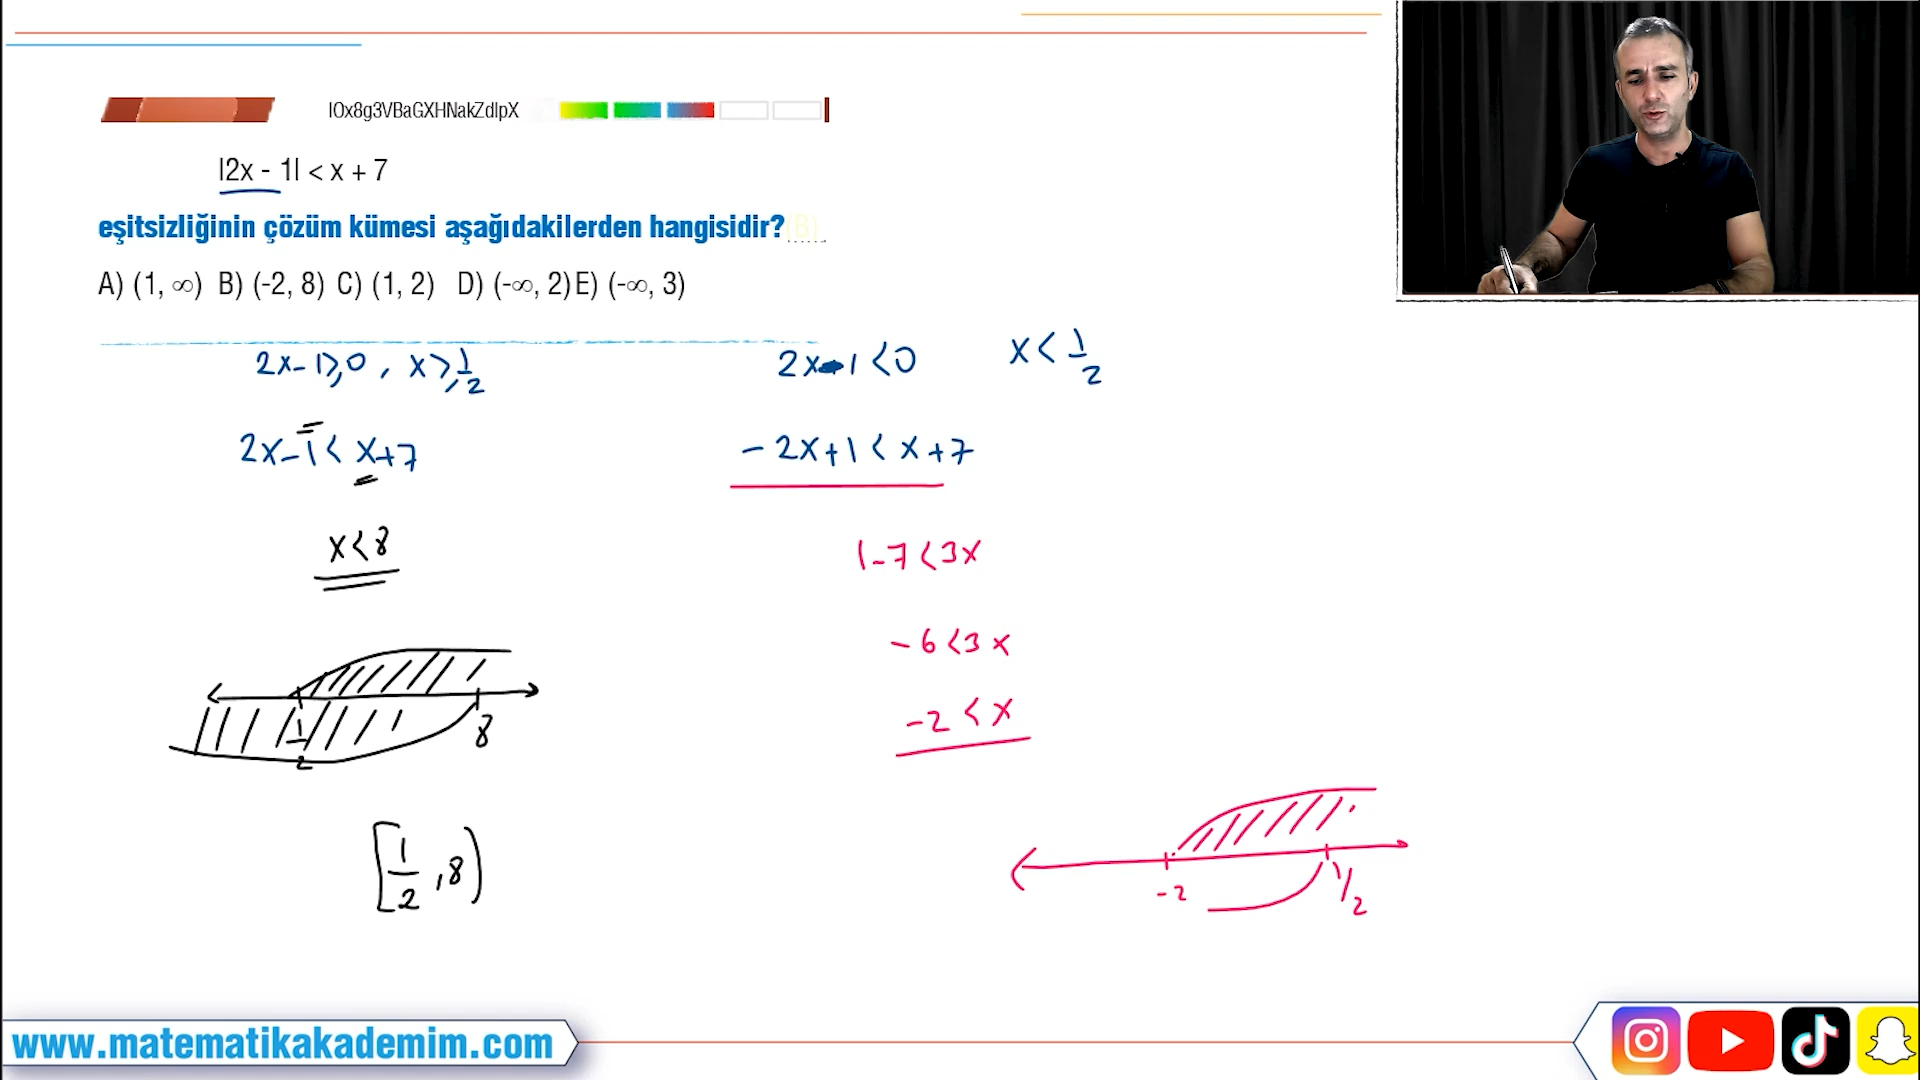 IOx8g3VBaGXHNakZdlpX
|2x - 1| < x + 7
eşitsizliğinin çözüm kümesi aşağıdakilerden hangisidir? (B)
A) (1, ∞) B) (-2, 8) C) (1, 2) D) (-∞, 2) E) (-∞, 3)
2x-1≥0, x≥1/2
2x-1<0 x<1/2
2x-1<x+7
-2x+1<x+7
x<8
1-7<3x
-6<3x
-2<x
1/2 8
[1/2, 8)
-2 1/2
www.matematikakademim.com